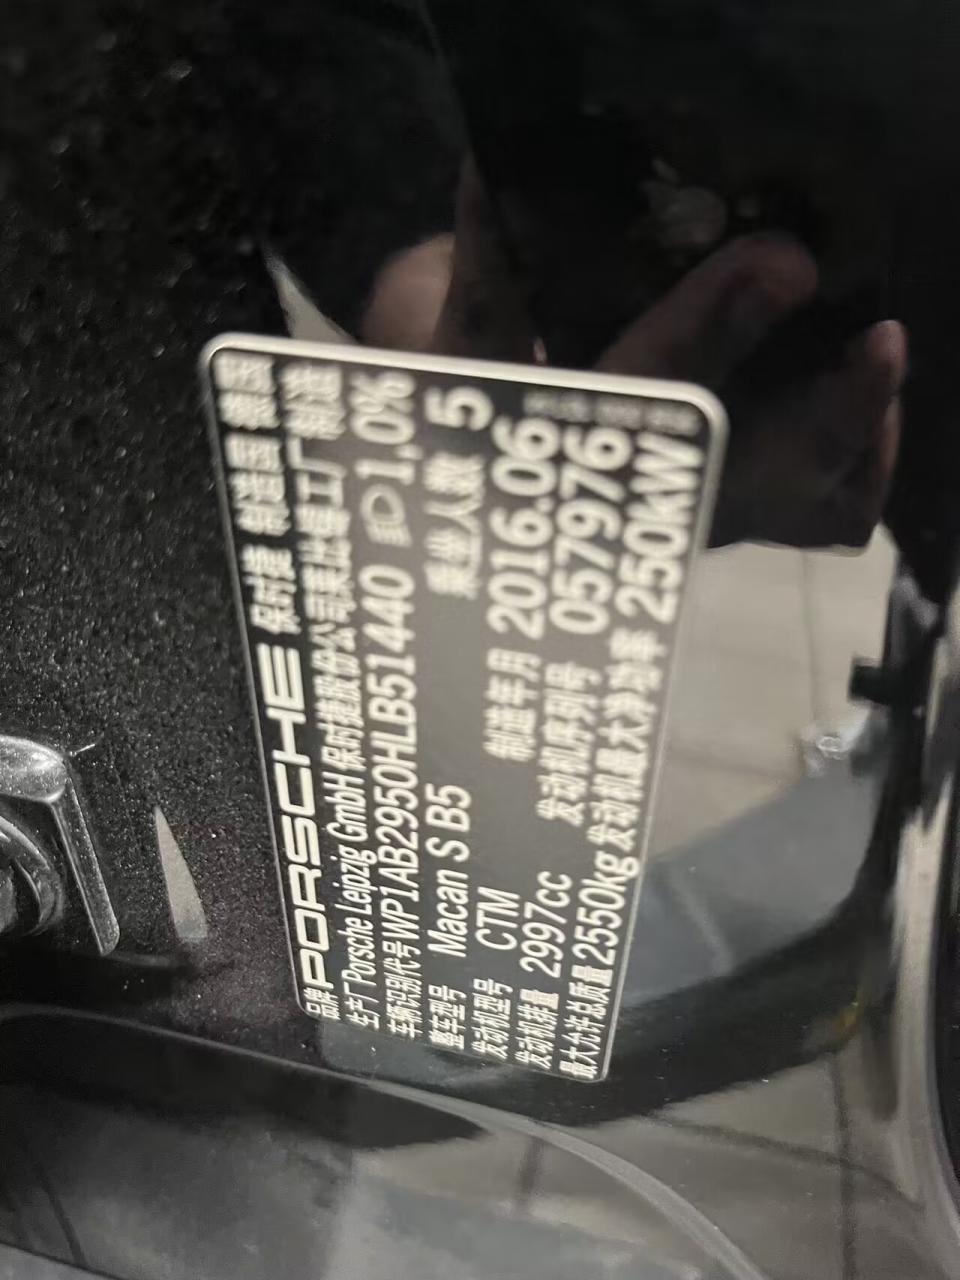 品牌 PORSCHE 保时捷 制造国 德国
生产厂 Porsche Leipzig GmbH 保时捷股份公司莱比锡工厂 制造
车辆识别代号 WP1AB2950HLB51440 1,0%
整车型号 Macan S B5 乘坐人数 5
发动机型号 CTM 制造年月 2016.06
发动机排量 2997cc 发动机序列号 057976
最大允许总质量 2550kg 发动机最大净功率 250kW